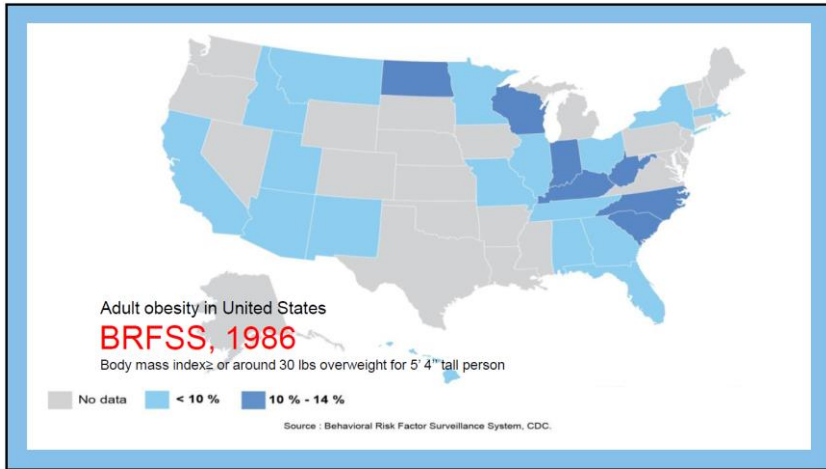 Adult obesity in United States
BRFSS, 1986
Body mass index≥ or around 30 lbs overweight for 5' 4" tall person
No data < 10 % 10 % - 14 %
Source : Behavioral Risk Factor Surveillance System, CDC.